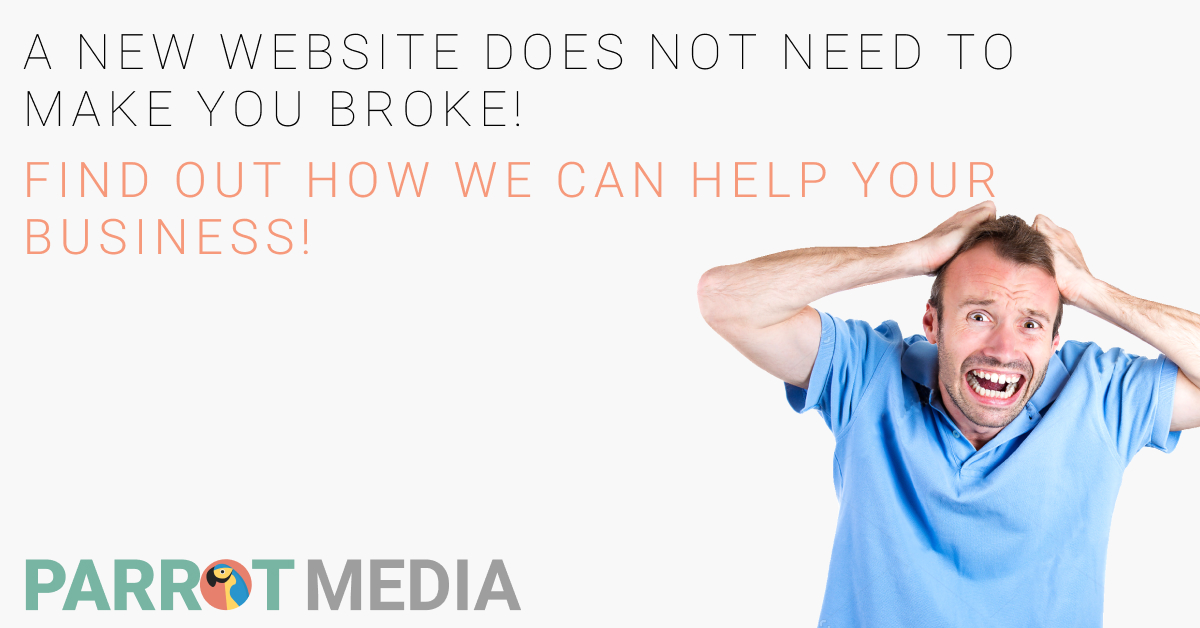 A NEW WEBSITE DOES NOT NEED TO
MAKE YOU BROKE!
FIND OUT HOW WE CAN HELP YOUR
BUSINESS!
PARROT MEDIA